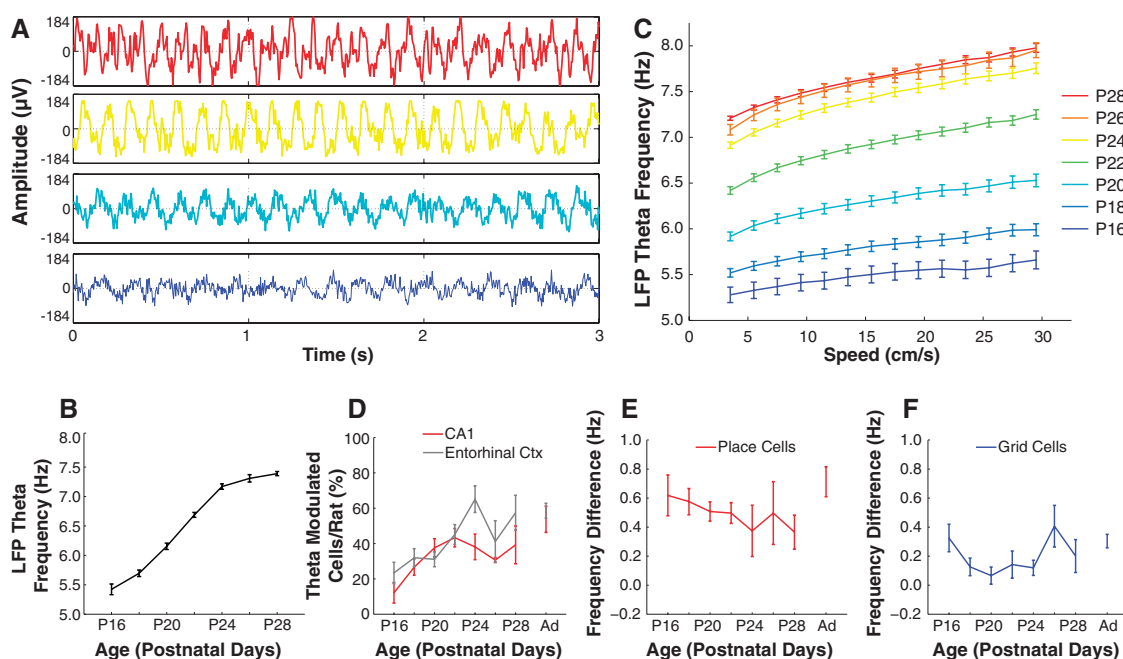 A
184
0
-184
184
0
-184
184
0
-184
184
0
-184
Amplitude (µV)
0
1
2
3
Time (s)
C
8.0
7.5
7.0
6.5
6.0
5.5
5.0
LFP Theta Frequency (Hz)
0
5
10
15
20
25
30
Speed (cm/s)
P28
P26
P24
P22
P20
P18
P16
B
8.0
7.5
7.0
6.5
6.0
5.5
5.0
LFP Theta
Frequency (Hz)
P16
P20
P24
P28
Age (Postnatal Days)
D
CA1
Entorhinal Ctx
100
80
60
40
20
0
Theta Modulated
Cells/Rat (%)
P16
P20
P24
P28
Ad
Age (Postnatal Days)
E
Place Cells
1.0
0.8
0.6
0.4
0.2
0.0
−0.2
Frequency Difference (Hz)
P16
P20
P24
P28
Ad
Age (Postnatal Days)
F
Grid Cells
1.0
0.8
0.6
0.4
0.2
0.0
−0.2
Frequency Difference (Hz)
P16
P20
P24
P28
Ad
Age (Postnatal Days)